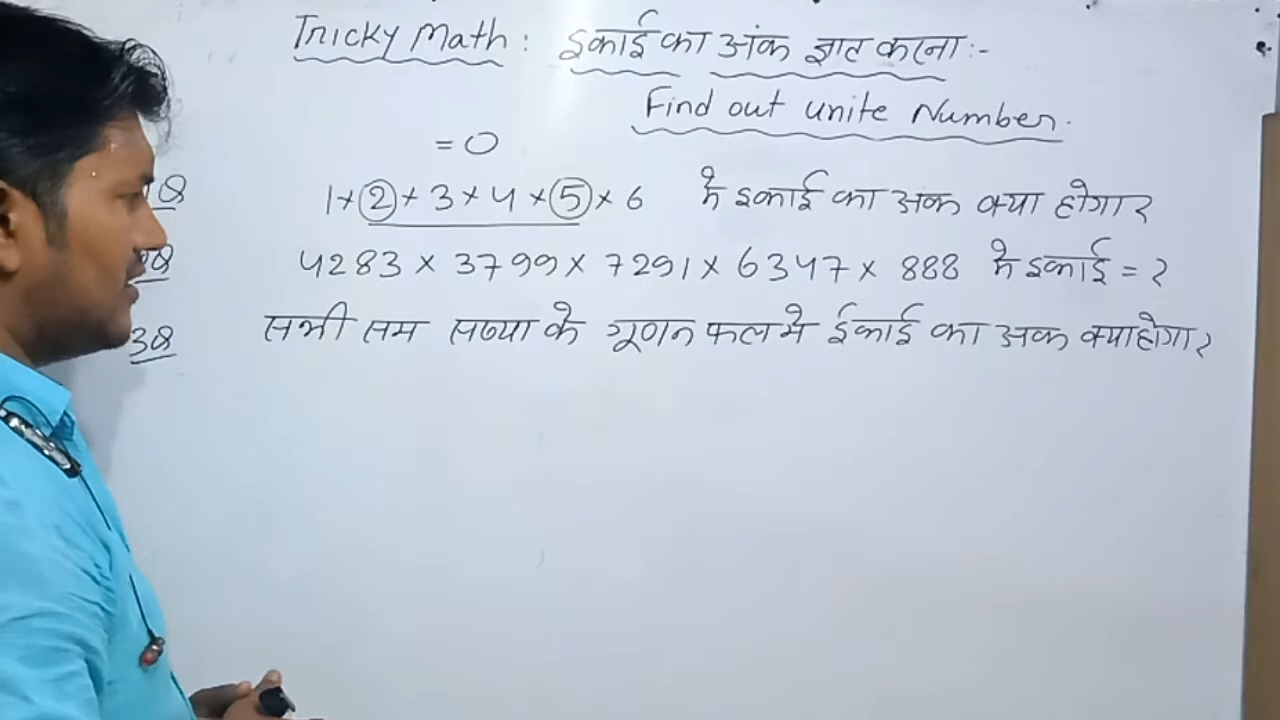 Tricky Math: इकाई का अंक ज्ञात करना :-
Find out unite Number.
= 0
1 × 2 × 3 × 4 × 5 × 6 मे इकाई का अंक क्या होगा?
4283 × 3799 × 7291 × 6347 × 888 मे इकाई = ?
3Q सभी सम संख्या के गूणन फल मे ईकाई का अंक क्या होगा?